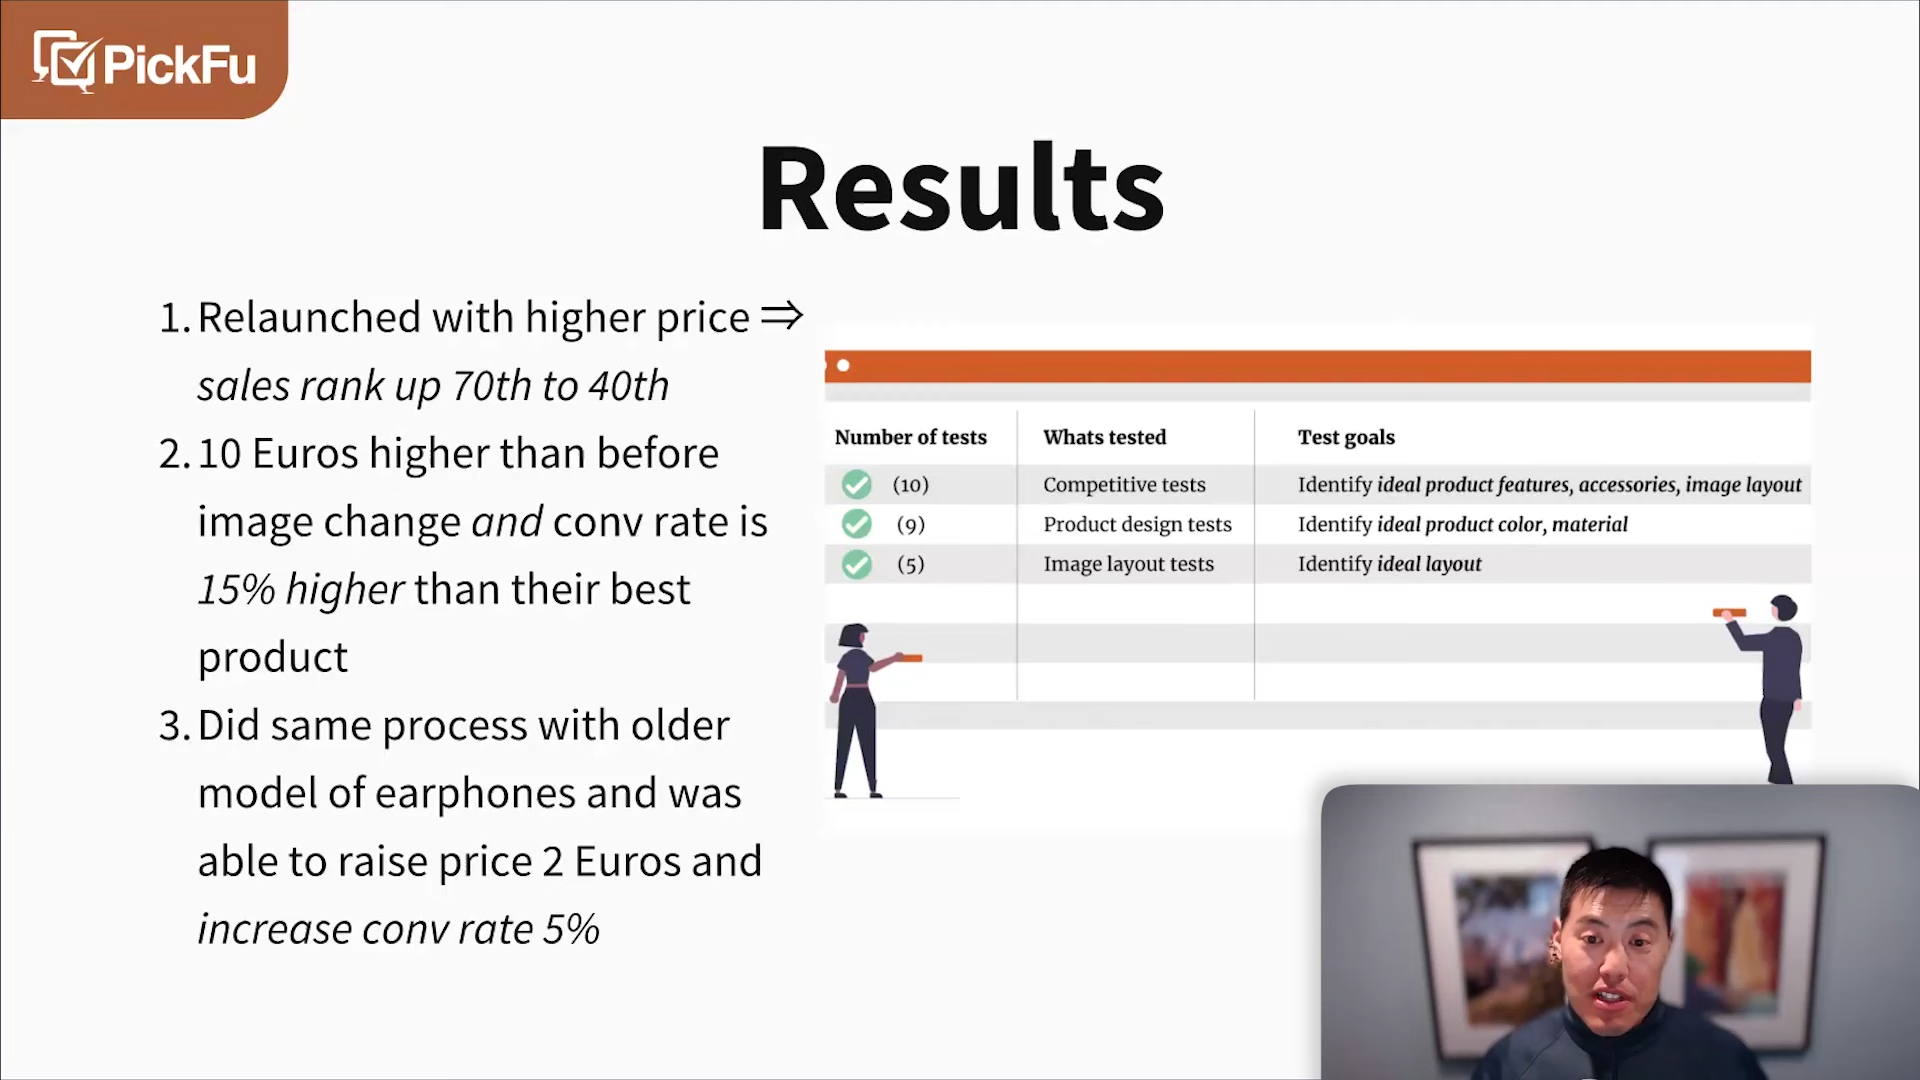 PickFu
Results
1. Relaunched with higher price ⇒
sales rank up 70th to 40th
2. 10 Euros higher than before
image change and conv rate is
15% higher than their best
product
3. Did same process with older
model of earphones and was
able to raise price 2 Euros and
increase conv rate 5%
Number of tests Whats tested Test goals
(10) Competitive tests Identify ideal product features, accessories, image layout
(9) Product design tests Identify ideal product color, material
(5) Image layout tests Identify ideal layout